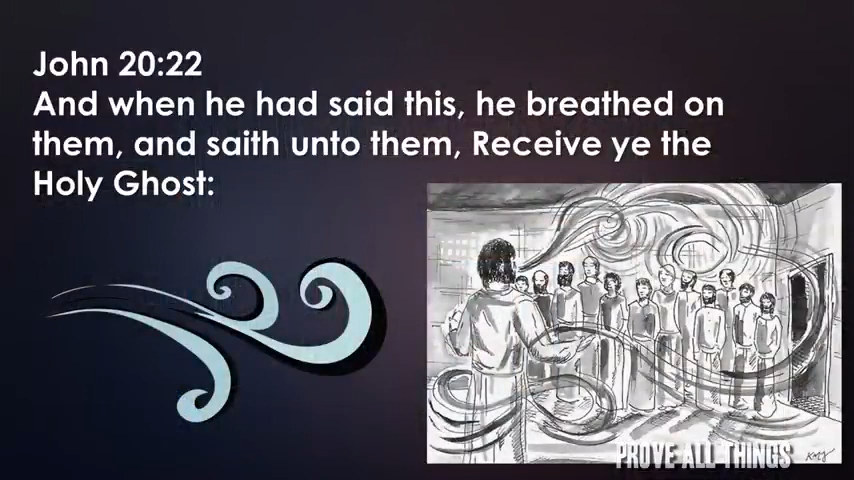 John 20:22
And when he had said this, he breathed on
them, and saith unto them, Receive ye the
Holy Ghost:
PROVE ALL THINGS